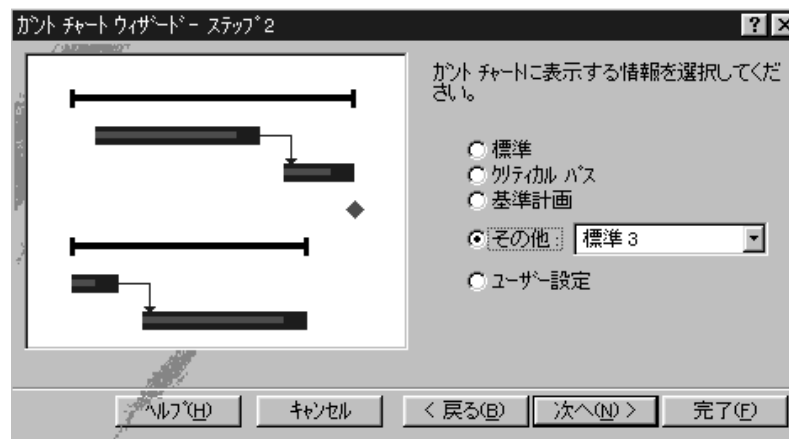 ガント チャート ウィザード - ステップ 2
ガント チャートに表示する情報を選択してくだ
さい。
標準
クリティカル パス
基準計画
その他: 標準 3
ユーザー設定
ヘルプ(H) キャンセル < 戻る(B) 次へ(N) > 完了(F)